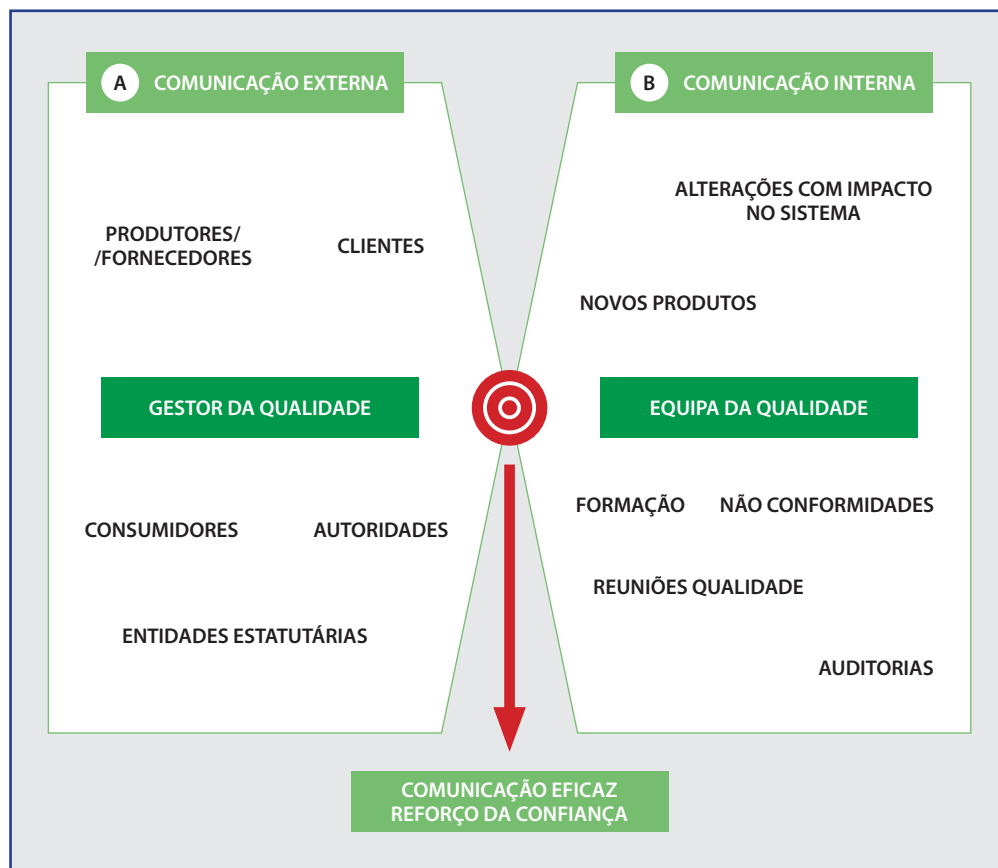 A COMUNICAÇÃO EXTERNA
PRODUTORES/
/FORNECEDORES
CLIENTES
GESTOR DA QUALIDADE
CONSUMIDORES
AUTORIDADES
ENTIDADES ESTATUTÁRIAS
B COMUNICAÇÃO INTERNA
ALTERAÇÕES COM IMPACTO
NO SISTEMA
NOVOS PRODUTOS
EQUIPA DA QUALIDADE
FORMAÇÃO
NÃO CONFORMIDADES
REUNIÕES QUALIDADE
AUDITORIAS
COMUNICAÇÃO EFICAZ
REFORÇO DA CONFIANÇA